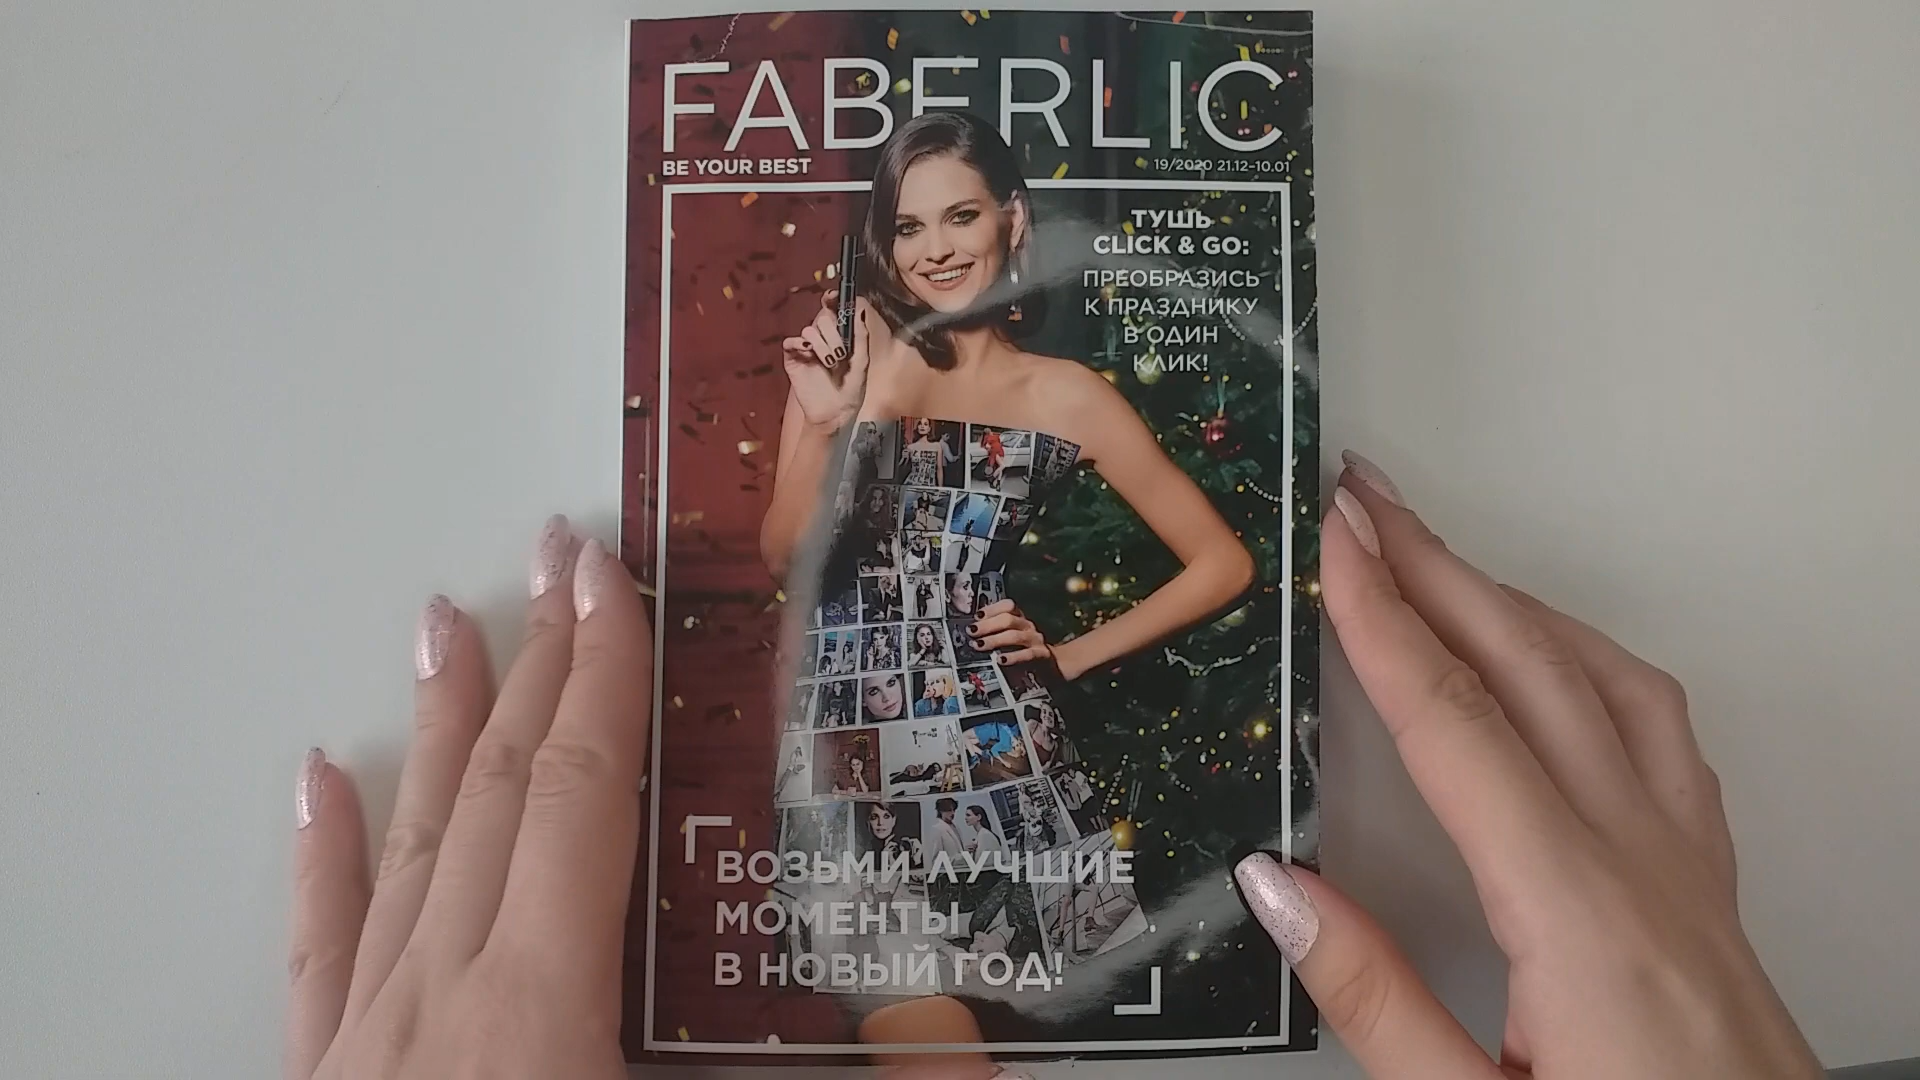 FABERLIC
BE YOUR BEST
19/2020 21.12-10.01
ТУШЬ
CLICK & GO:
ПРЕОБРАЗИСЬ
К ПРАЗДНИКУ
В ОДИН
КЛИК!
ВОЗЬМИ ЛУЧШИЕ
МОМЕНТЫ
В НОВЫЙ ГОД!